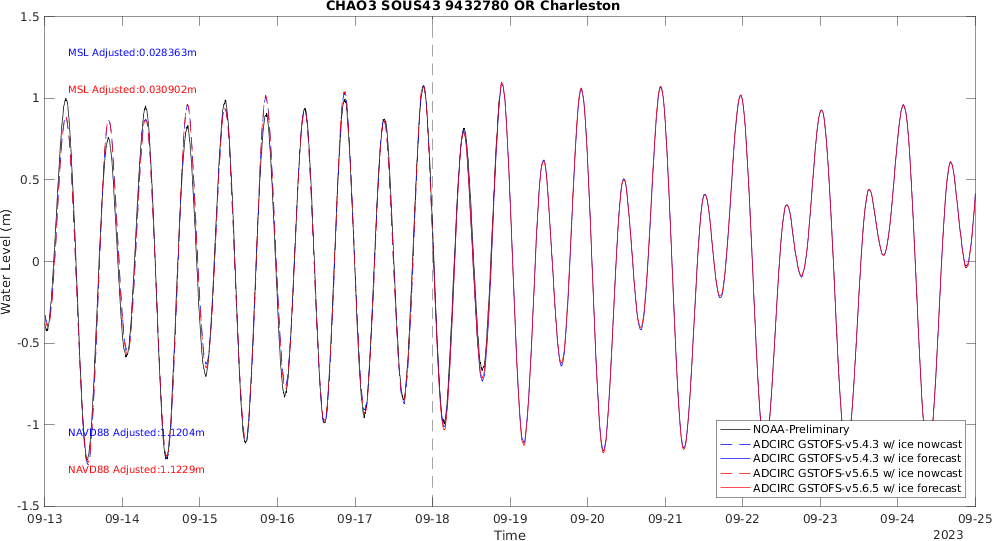 CHAO3 SOUS43 9432780 OR Charleston
1.5
MSL Adjusted:0.028363m
MSL Adjusted:0.030902m
1
0.5
Water Level (m)
0
-0.5
-1
NAVD88 Adjusted:1.1204m
NAVD88 Adjusted:1.1229m
-1.5
NOAA-Preliminary
ADCIRC GSTOFS-v5.4.3 w/ ice nowcast
ADCIRC GSTOFS-v5.4.3 w/ ice forecast
ADCIRC GSTOFS-v5.6.5 w/ ice nowcast
ADCIRC GSTOFS-v5.6.5 w/ ice forecast
09-13 09-14 09-15 09-16 09-17 09-18 09-19 09-20 09-21 09-22 09-23 09-24 09-25
Time
2023